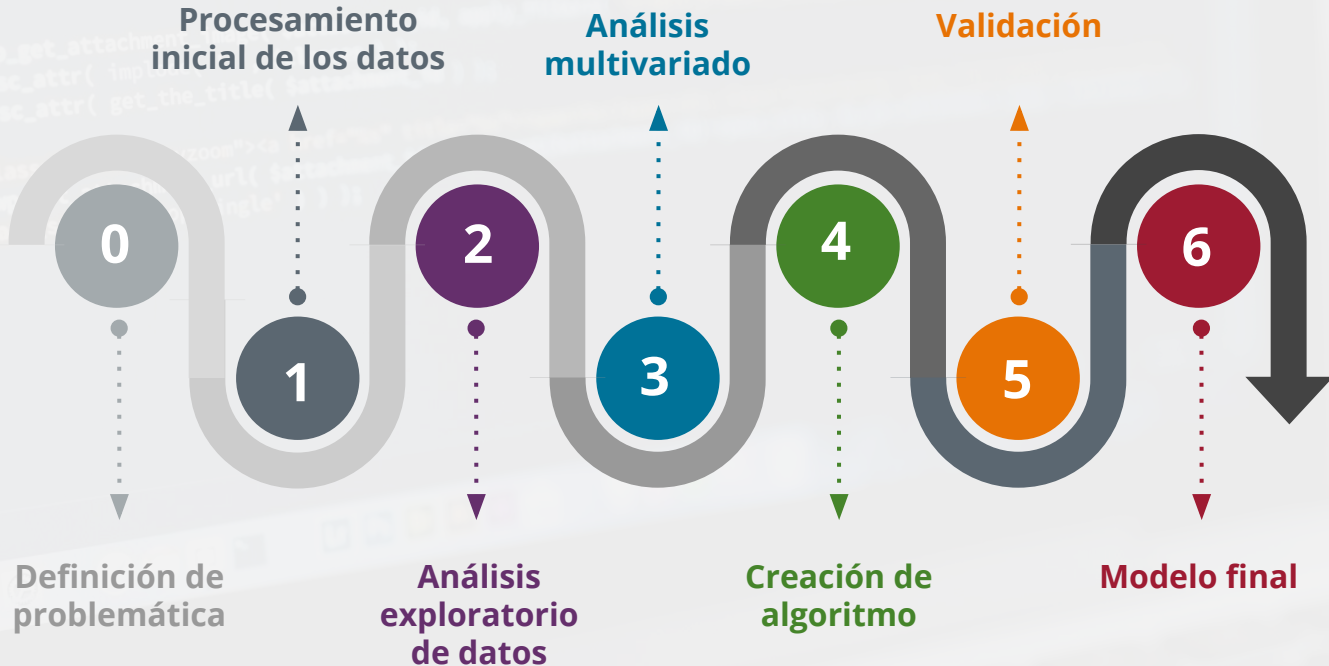 Procesamiento
inicial de los datos
Análisis
multivariado
Validación
0
1
2
3
4
5
6
Definición de
problemática
Análisis
exploratorio
de datos
Creación de
algoritmo
Modelo final